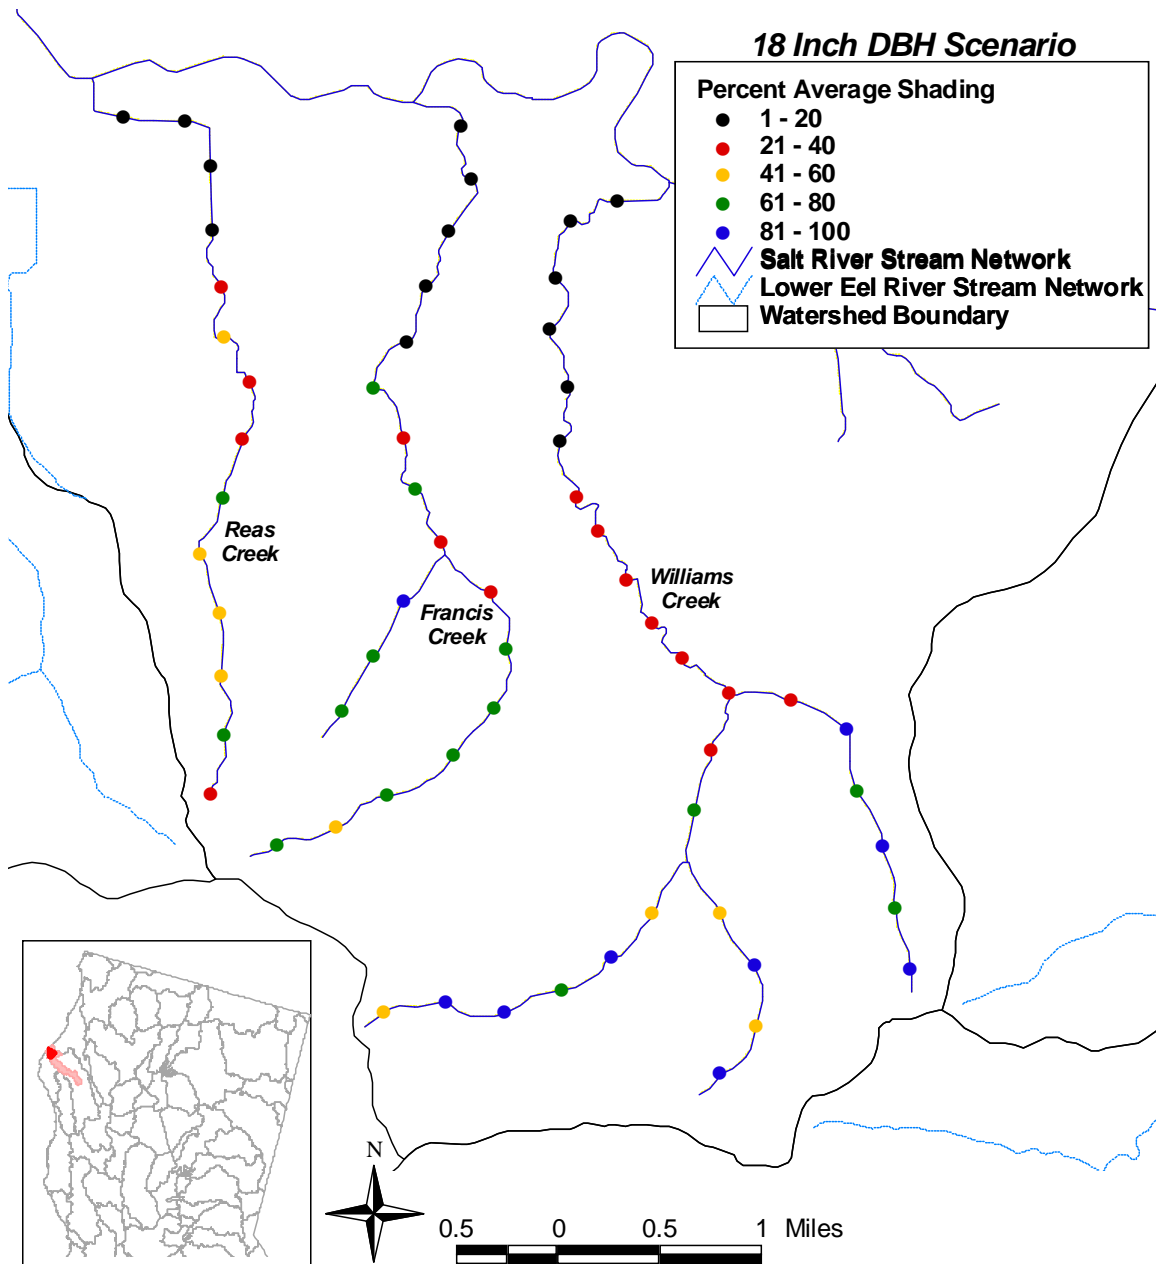 18 Inch DBH Scenario
Percent Average Shading
1 - 20
21 - 40
41 - 60
61 - 80
81 - 100
Salt River Stream Network
Lower Eel River Stream Network
Watershed Boundary
Reas
Creek
Francis
Creek
Williams
Creek
N
0.5 0 0.5 1 Miles